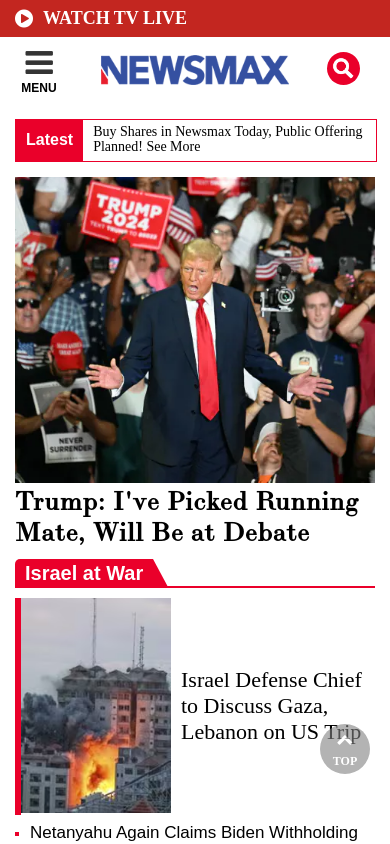 WATCH TV LIVE
MENU
NEWSMAX
Latest
Buy Shares in Newsmax Today, Public Offering
Planned! See More
TRUMP
2024
NEVER
SURRENDER
Trump: I've Picked Running
Mate, Will Be at Debate
Israel at War
Israel Defense Chief
to Discuss Gaza,
Lebanon on US Trip
TOP
Netanyahu Again Claims Biden Withholding